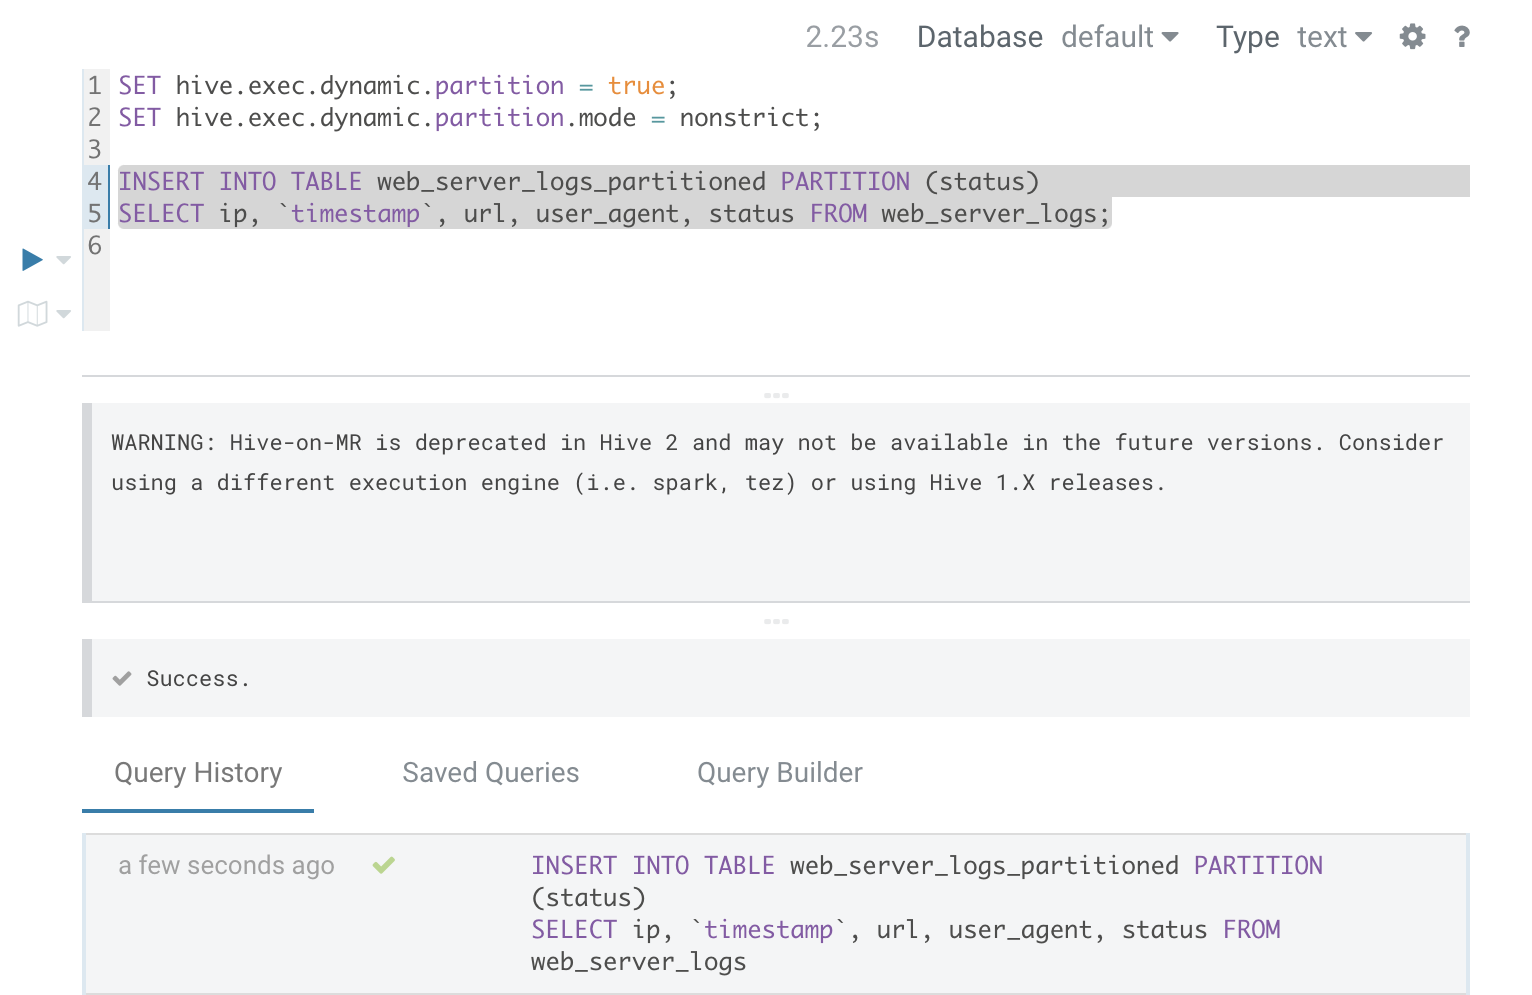 2.23s Database default Type text ?
1 SET hive.exec.dynamic.partition = true;
2 SET hive.exec.dynamic.partition.mode = nonstrict;
3
4 INSERT INTO TABLE web_server_logs_partitioned PARTITION (status)
5 SELECT ip, `timestamp`, url, user_agent, status FROM web_server_logs;
6
WARNING: Hive-on-MR is deprecated in Hive 2 and may not be available in the future versions. Consider
using a different execution engine (i.e. spark, tez) or using Hive 1.X releases.
Success.
Query History Saved Queries Query Builder
a few seconds ago INSERT INTO TABLE web_server_logs_partitioned PARTITION
(status)
SELECT ip, `timestamp`, url, user_agent, status FROM
web_server_logs